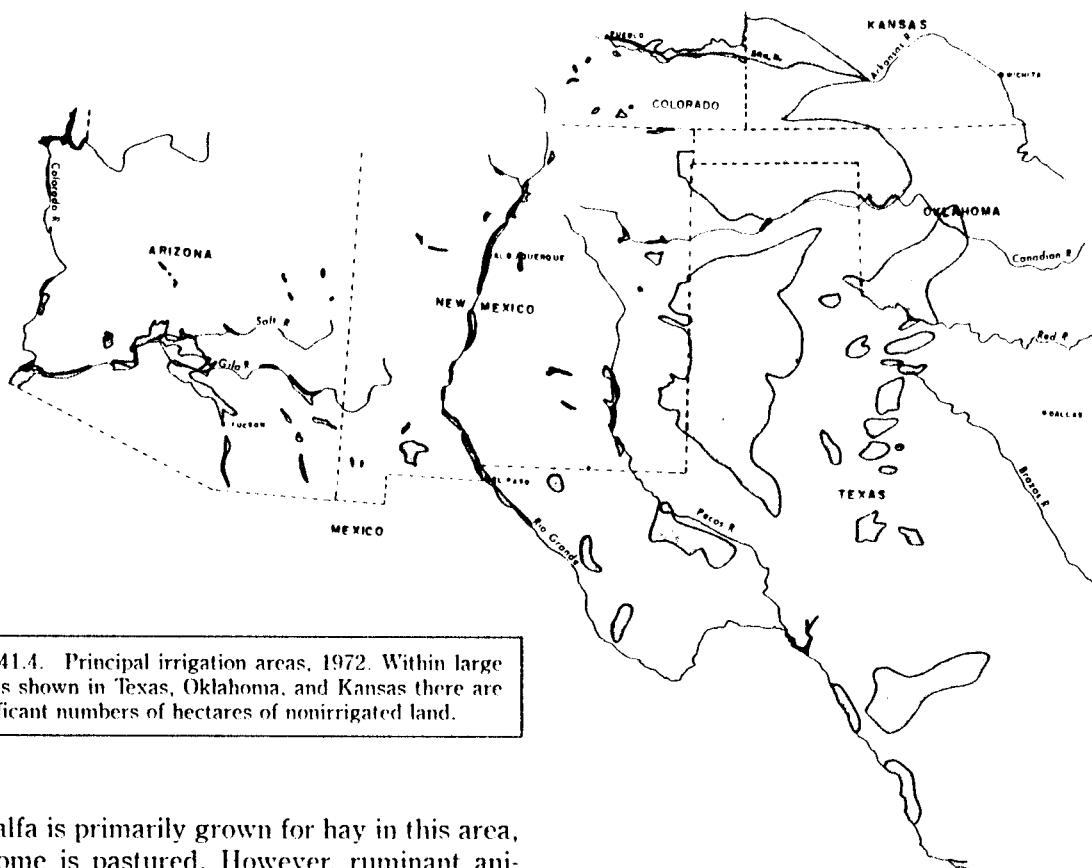 KANSAS
PUEBLO
Arkansas R
WICHITA
COLORADO
Colorado R
OKLAHOMA
ARIZONA
ALBUQUERQUE
Canadian R
NEW MEXICO
Salt R
Red R
Gila R
DALLAS
TUCSON
EL PASO
Brazos R
TEXAS
Pecos R
MEXICO
Rio Grande
41.4. Principal irrigation areas, 1972. Within large
s shown in Texas, Oklahoma, and Kansas there are
ficant numbers of hectares of nonirrigated land.
alfa is primarily grown for hay in this area,
ome is pastured. However, ruminant ani-